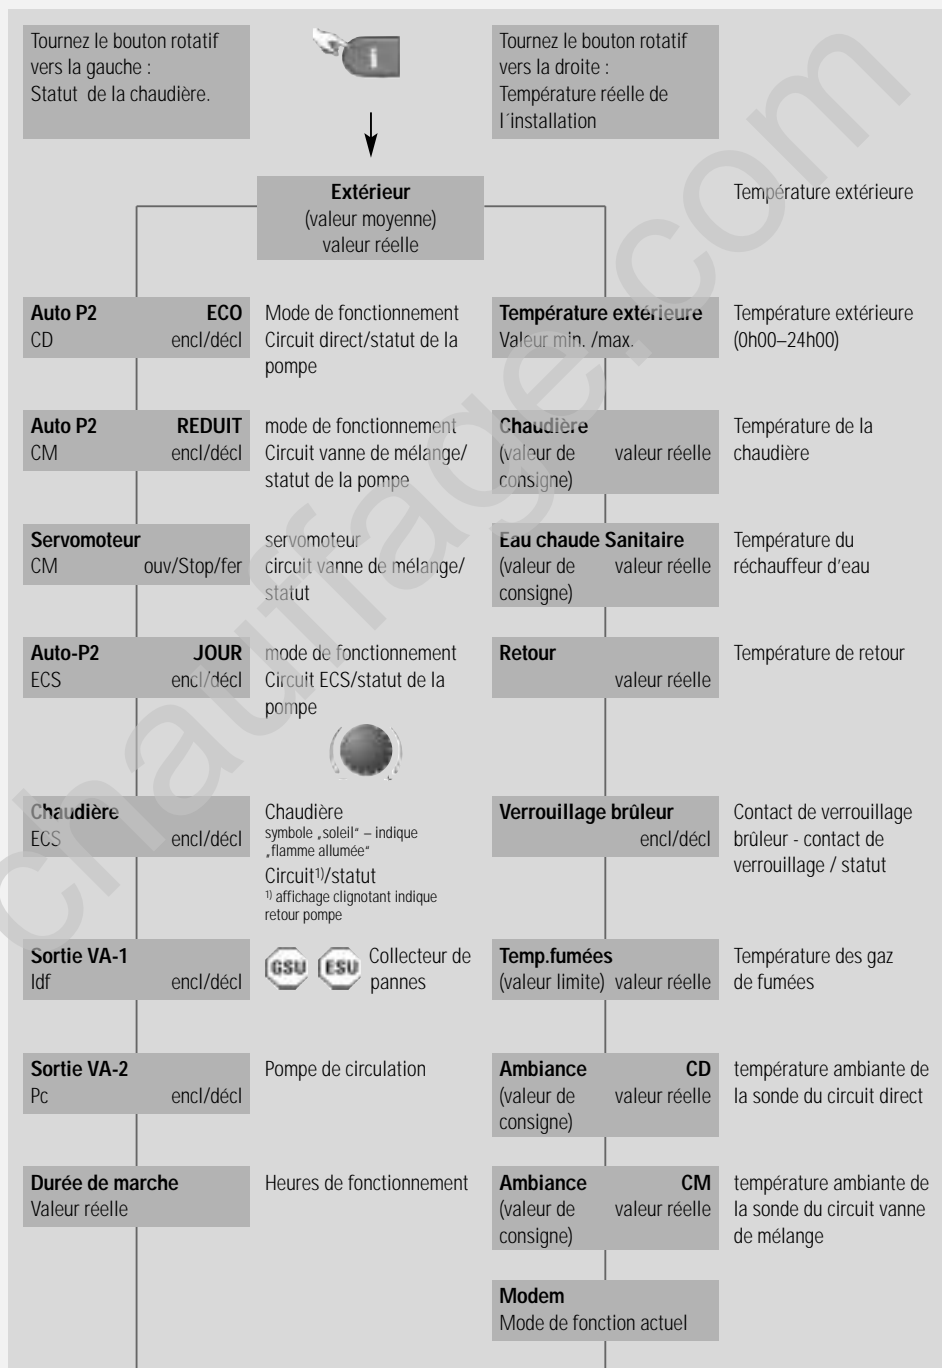 Tournez le bouton rotatif
vers la gauche :
Statut de la chaudière.
i
Tournez le bouton rotatif
vers la droite :
Température réelle de
l´installation
Extérieur
(valeur moyenne)
valeur réelle
Température extérieure
Auto P2 ECO
CD encl/décl
Mode de fonctionnement
Circuit direct/statut de la
pompe
Température extérieure
Valeur min. /max.
Température extérieure
(0h00–24h00)
Auto P2 REDUIT
CM encl/décl
mode de fonctionnement
Circuit vanne de mélange/
statut de la pompe
Chaudière
(valeur de valeur réelle
consigne)
Température de la
chaudière
Servomoteur
CM ouv/Stop/fer
servomoteur
circuit vanne de mélange/
statut
Eau chaude Sanitaire
(valeur de valeur réelle
consigne)
Température du
réchauffeur d’eau
Auto-P2 JOUR
ECS encl/décl
mode de fonctionnement
Circuit ECS/statut de la
pompe
Retour
valeur réelle
Température de retour
Chaudière
ECS encl/décl
Chaudière
symbole „soleil“ – indique
„flamme allumée“
Circuit¹⁾/statut
¹⁾ affichage clignotant indique
retour pompe
Verrouillage brûleur
encl/décl
Contact de verrouillage
brûleur - contact de
verrouillage / statut
Sortie VA-1
Idf encl/décl
GSU ESU Collecteur de
pannes
Temp.fumées
(valeur limite) valeur réelle
Température des gaz
de fumées
Sortie VA-2
Pc encl/décl
Pompe de circulation
Ambiance CD
(valeur de valeur réelle
consigne)
température ambiante de
la sonde du circuit direct
Durée de marche
Valeur réelle
Heures de fonctionnement
Ambiance CM
(valeur de valeur réelle
consigne)
température ambiante de
la sonde du circuit vanne
de mélange
Modem
Mode de fonction actuel
chauffage.com